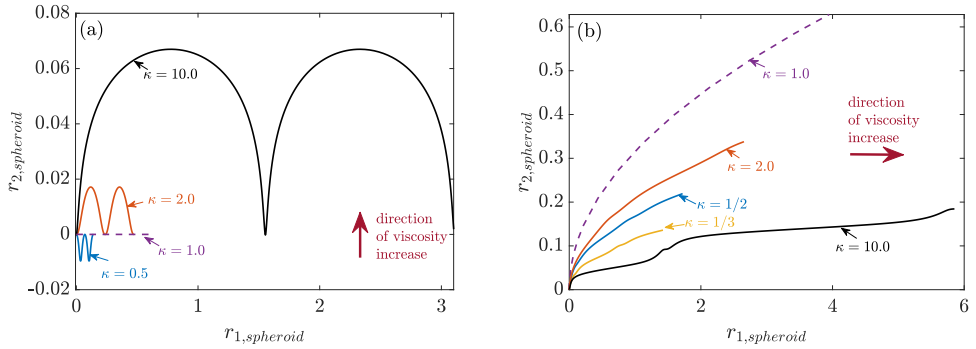 (a)
0.08
0.06
0.04
0.02
0
-0.02
r2,spheroid
κ = 10.0
κ = 2.0
κ = 1.0
κ = 0.5
direction
of viscosity
increase
0
1
2
3
r1,spheroid
(b)
0.6
0.5
0.4
0.3
0.2
0.1
0
r2,spheroid
κ = 1.0
direction
of viscosity
increase
κ = 2.0
κ = 1/2
κ = 1/3
κ = 10.0
0
2
4
6
r1,spheroid